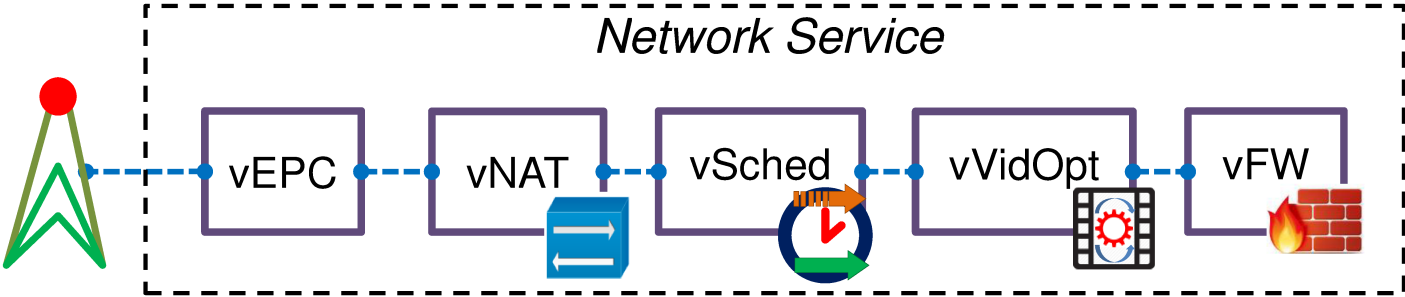 Network Service
vEPC
vNAT
vSched
vVidOpt
vFW